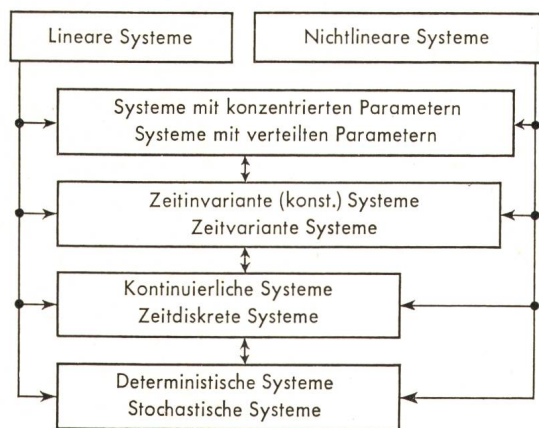 Lineare Systeme
Nichtlineare Systeme
Systeme mit konzentrierten Parametern
Systeme mit verteilten Parametern
Zeitinvariante (konst.) Systeme
Zeitvariante Systeme
Kontinuierliche Systeme
Zeitdiskrete Systeme
Deterministische Systeme
Stochastische Systeme